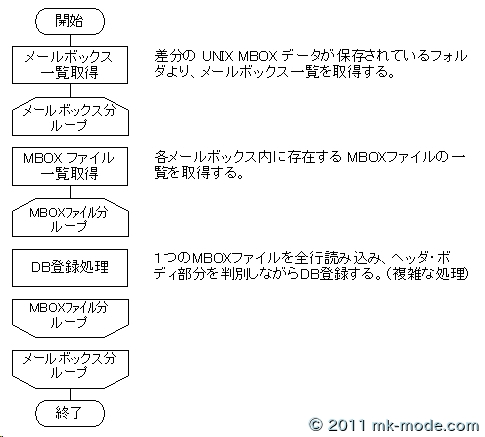 開始
メールボックス
一覧取得
差分の UNIX MBOX データが保存されているフォル
ダより、メールボックス一覧を取得する。
メールボックス分
ループ
MBOX ファイル
一覧取得
各メールボックス内に存在する MBOXファイルの一
覧を取得する。
MBOXファイル分
ループ
DB登録処理
1つのMBOXファイルを全行読み込み、ヘッダ・ボ
ディ部分を判別しながらDB登録する。（複雑な処理）
MBOXファイル分
ループ
メールボックス分
ループ
終了
© 2011 mk-mode.com